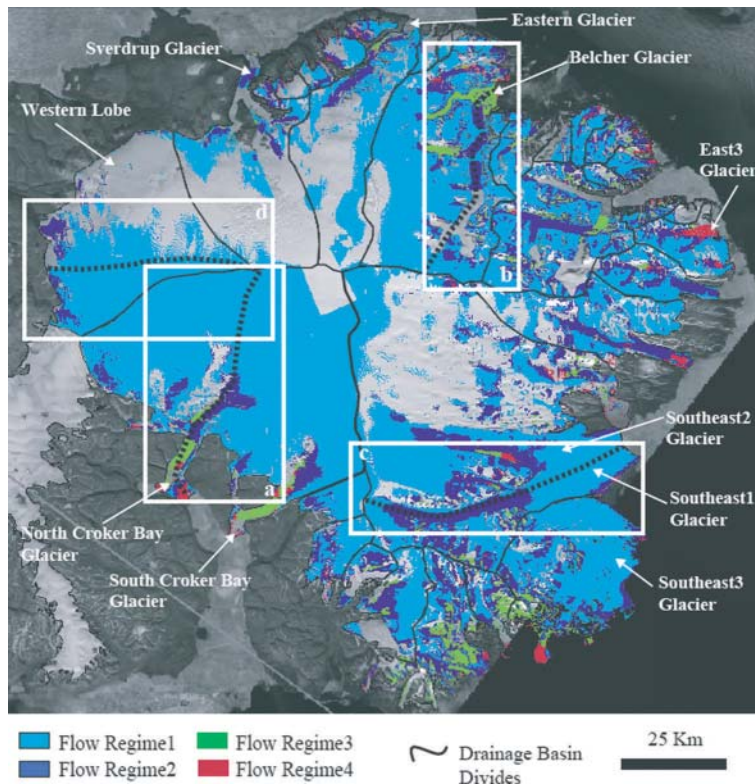 Eastern Glacier
Sverdrup Glacier
Belcher Glacier
Western Lobe
East3
Glacier
d
b
Southeast2
Glacier
c
a
Southeast1
Glacier
North Croker Bay
Glacier
South Croker Bay
Glacier
Southeast3
Glacier
Flow Regime1
Flow Regime3
Drainage Basin
Divides
25 Km
Flow Regime2
Flow Regime4